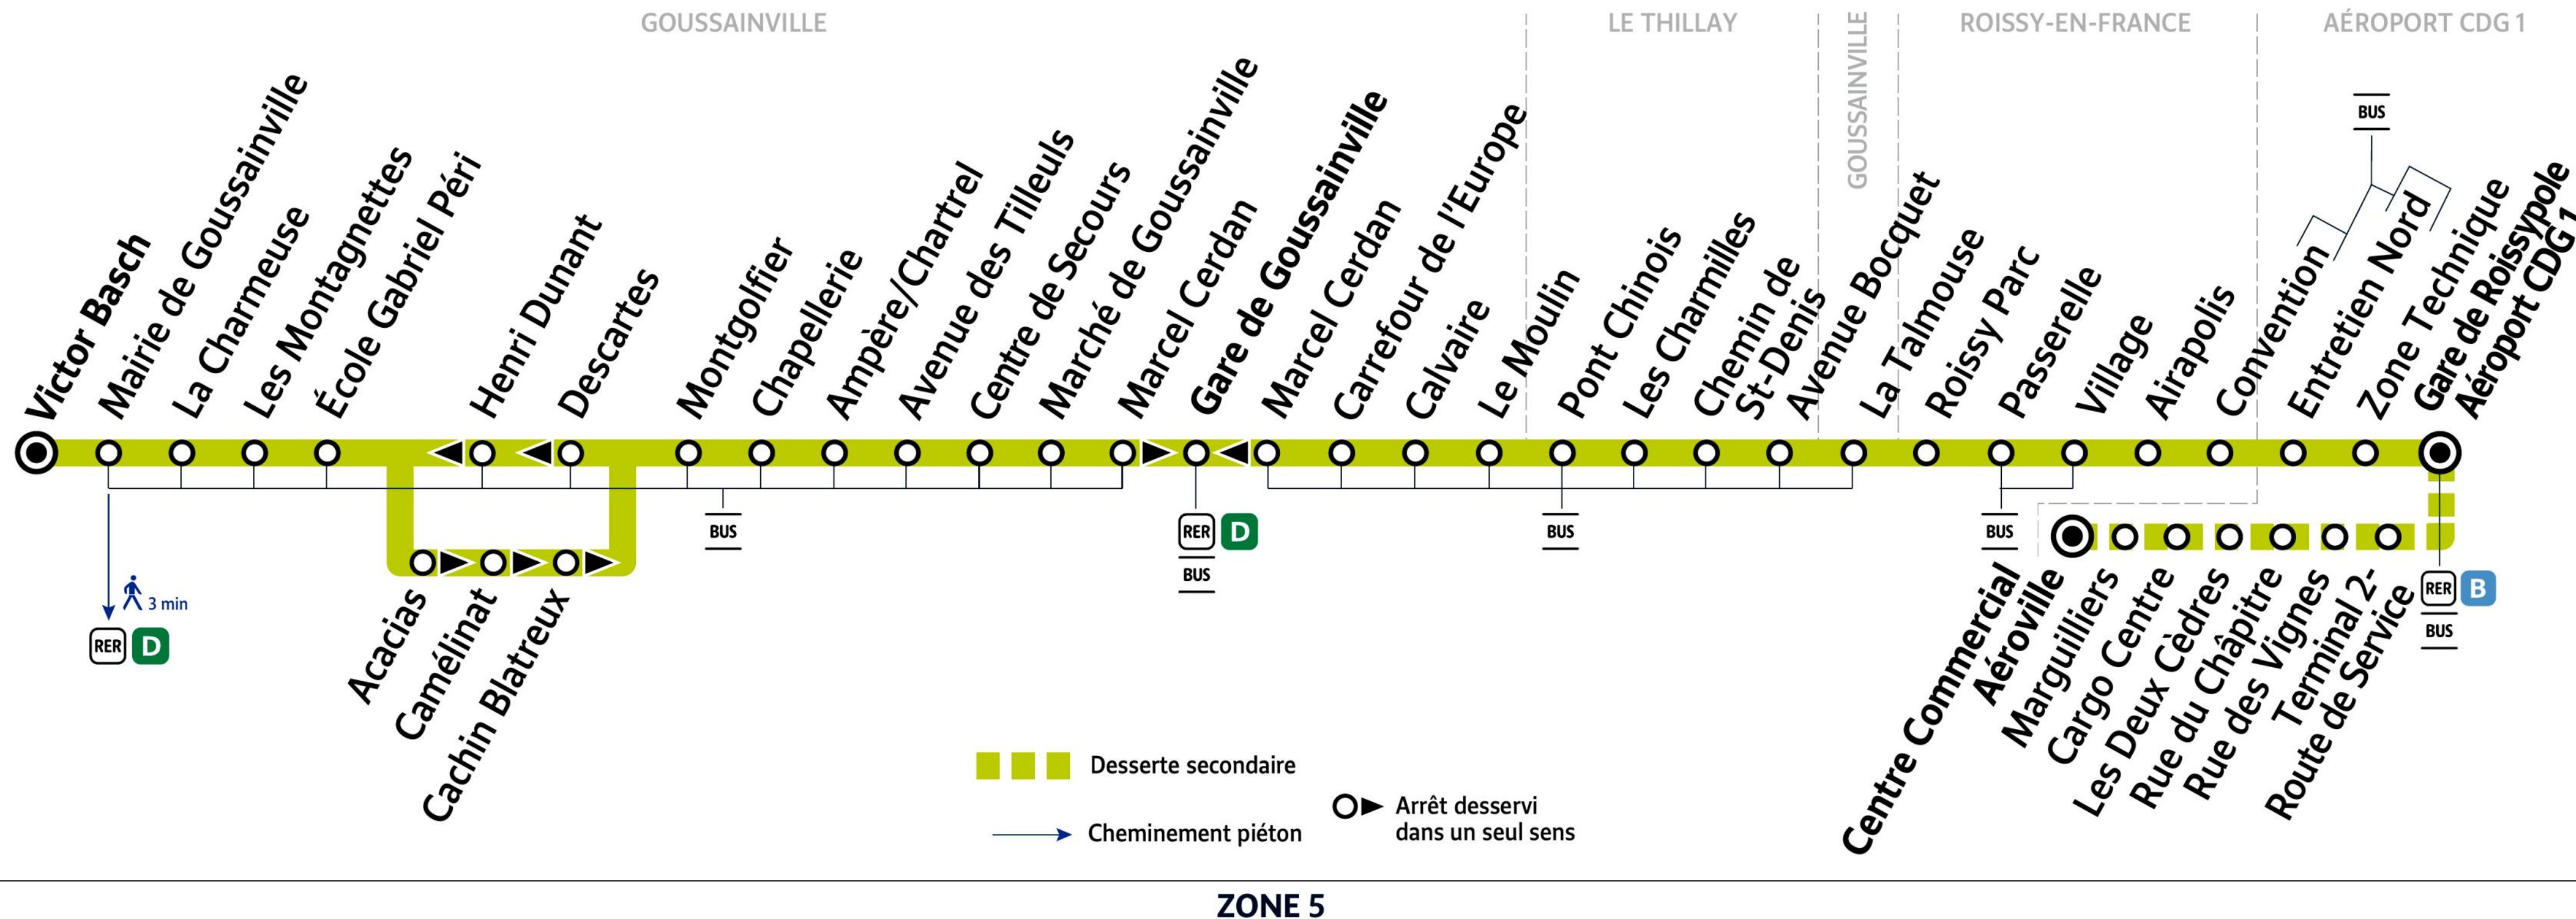 GOUSSAINVILLE
LE THILLAY
GOUSSAINVILLE
ROISSY-EN-FRANCE
AÉROPORT CDG 1
BUS
Victor Basch
Mairie de Goussainville
La Charmeuse
Les Montagnettes
École Gabriel Péri
Henri Dunant
Descartes
Montgolfier
Chapellerie
Ampère/Chartrel
Avenue des Tilleuls
Centre de Secours
Marché de Goussainville
Marcel Cerdan
Gare de Goussainville
Marcel Cerdan
Carrefour de l'Europe
Calvaire
Le Moulin
Pont Chinois
Les Charmilles
Chemin de
St-Denis
Avenue Bocquet
La Talmouse
Roissy Parc
Passerelle
Village
Airapolis
Convention
Entretien Nord
Zone Technique
Gare de Roissypole
Aéroport CDG 1
BUS
RER D
BUS
BUS
BUS
3 min
RER D
RER B
BUS
Acacias
Camélinat
Cachin Blatreux
Centre Commercial
Aéroville
Marguilliers
Cargo Centre
Les Deux Cèdres
Rue du Châpitre
Rue des Vignes
Terminal 2-
Route de Service
Desserte secondaire
Cheminement piéton
Arrêt desservi
dans un seul sens
ZONE 5